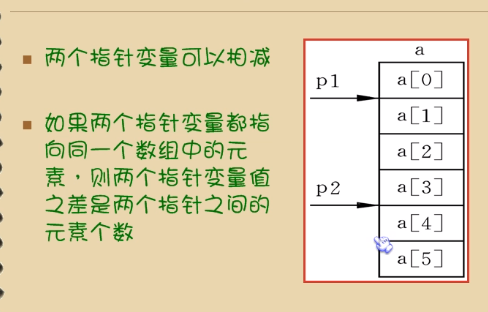 两个指针变量可以相减
如果两个指针变量都指
向同一个数组中的元
素，则两个指针变量值
之差是两个指针之间的
元素个数
a
p1
a[0]
a[1]
a[2]
p2
a[3]
a[4]
a[5]